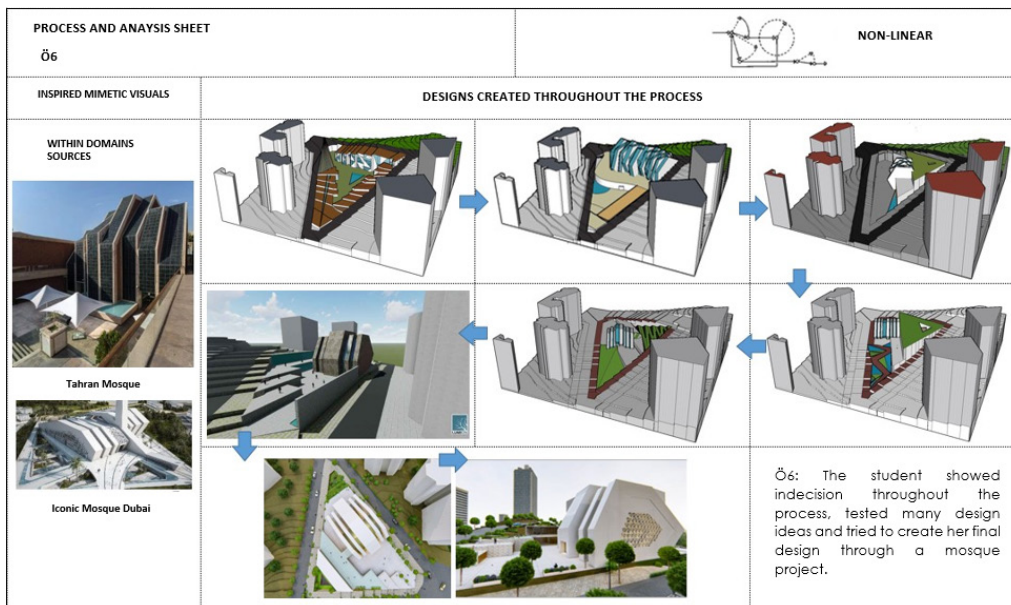 PROCESS AND ANAYSIS SHEET
Ö6
NON-LINEAR
INSPIRED MIMETIC VISUALS
DESIGNS CREATED THROUGHOUT THE PROCESS
WITHIN DOMAINS
SOURCES
Tahran Mosque
Iconic Mosque Dubai
Ö6: The student showed
indecision throughout the
process, tested many design
ideas and tried to create her final
design through a mosque
project.